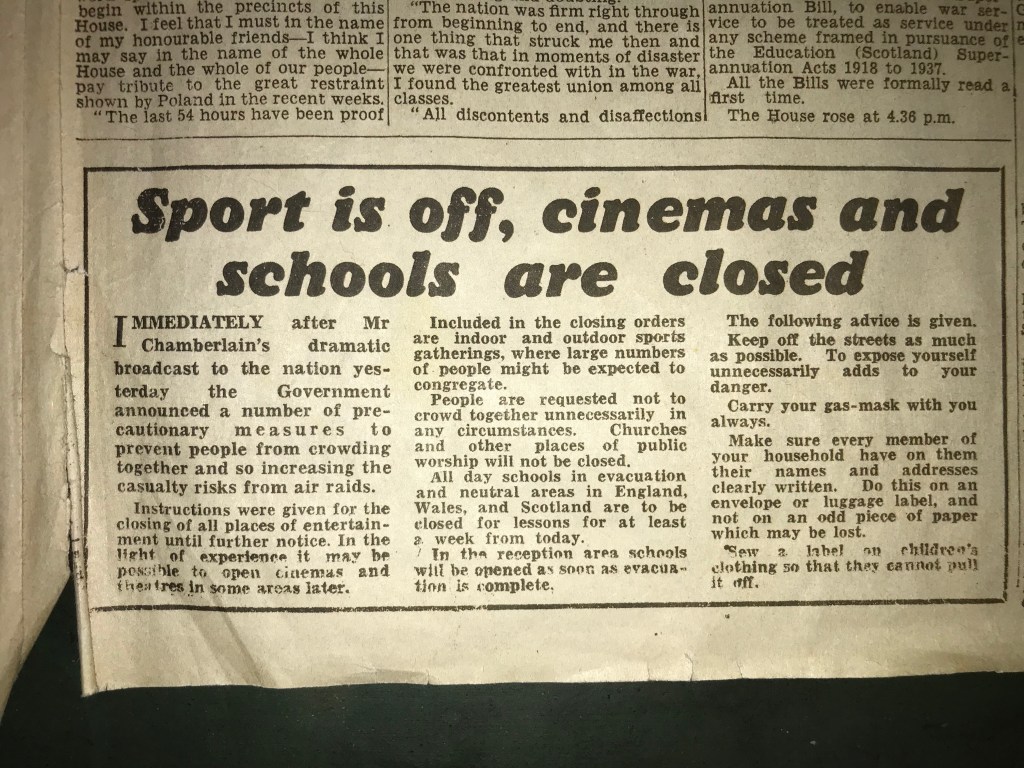 begin within the precincts of this
House. I feel that I must in the name
of my honourable friends—I think I
may say in the name of the whole
House and the whole of our people—
pay tribute to the great restraint
shown by Poland in the recent weeks.
"The last 54 hours have been proof
"The nation was firm right through
from beginning to end, and there is
one thing that struck me then and
that was that in moments of disaster
we were confronted with in the war,
I found the greatest union among all
classes.
"All discontents and disaffections
annuation Bill, to enable war ser-
vice to be treated as service under
any scheme framed in pursuance of
the Education (Scotland) Super-
annuation Acts 1918 to 1937.
All the Bills were formally read a
first time.
The House rose at 4.36 p.m.
Sport is off, cinemas and
schools are closed
IMMEDIATELY after Mr
Chamberlain's dramatic
broadcast to the nation yes-
terday the Government
announced a number of pre-
cautionary measures to
prevent people from crowding
together and so increasing the
casualty risks from air raids.
Instructions were given for the
closing of all places of entertain-
ment until further notice. In the
light of experience it may be
possible to open cinemas and
theatres in some areas later.
Included in the closing orders
are indoor and outdoor sports
gatherings, where large numbers
of people might be expected to
congregate.
People are requested not to
crowd together unnecessarily in
any circumstances. Churches
and other places of public
worship will not be closed.
All day schools in evacuation
and neutral areas in England,
Wales, and Scotland are to be
closed for lessons for at least
a week from today.
In the reception area schools
will be opened as soon as evacua-
tion is complete.
The following advice is given.
Keep off the streets as much
as possible. To expose yourself
unnecessarily adds to your
danger.
Carry your gas-mask with you
always.
Make sure every member of
your household have on them
their names and addresses
clearly written. Do this on an
envelope or luggage label, and
not on an odd piece of paper
which may be lost.
Sew a label on children's
clothing so that they cannot pull
it off.